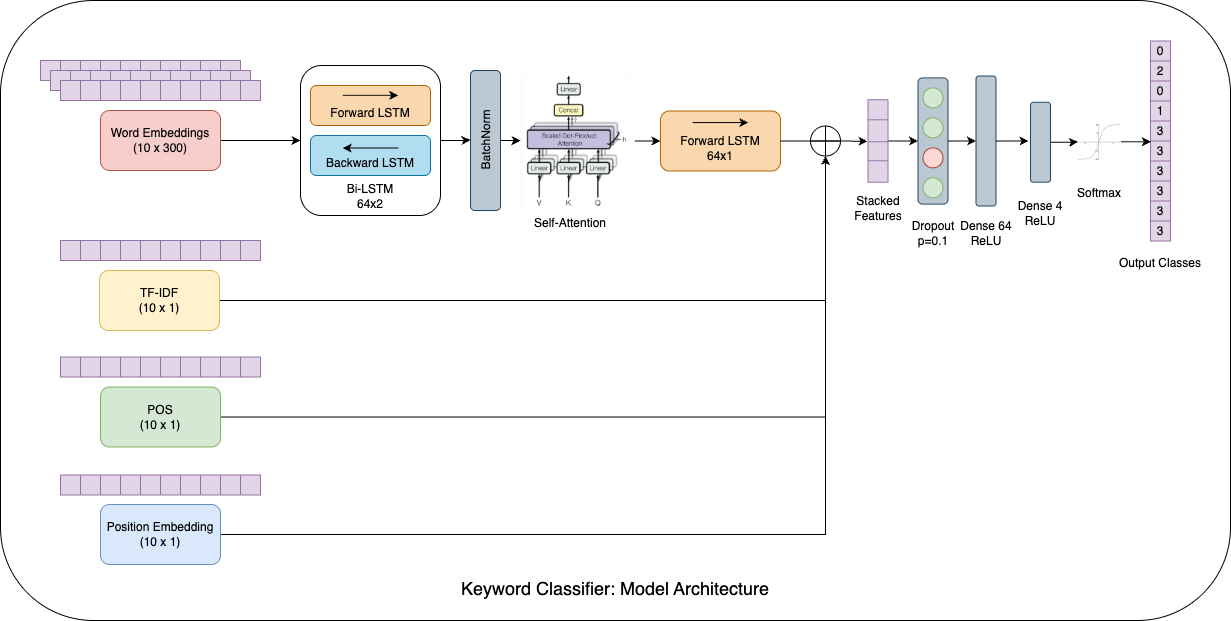 Word Embeddings
(10 x 300)
Forward LSTM
Backward LSTM
Bi-LSTM
64x2
BatchNorm
Linear
Concat
Scaled Dot-Product
Attention
h
Linear
Linear
Linear
V
K
Q
Self-Attention
Forward LSTM
64x1
Stacked
Features
Dropout
p=0.1
Dense 64
ReLU
Dense 4
ReLU
Softmax
0
2
0
1
3
3
3
3
3
3
Output Classes
TF-IDF
(10 x 1)
POS
(10 x 1)
Position Embedding
(10 x 1)
Keyword Classifier: Model Architecture